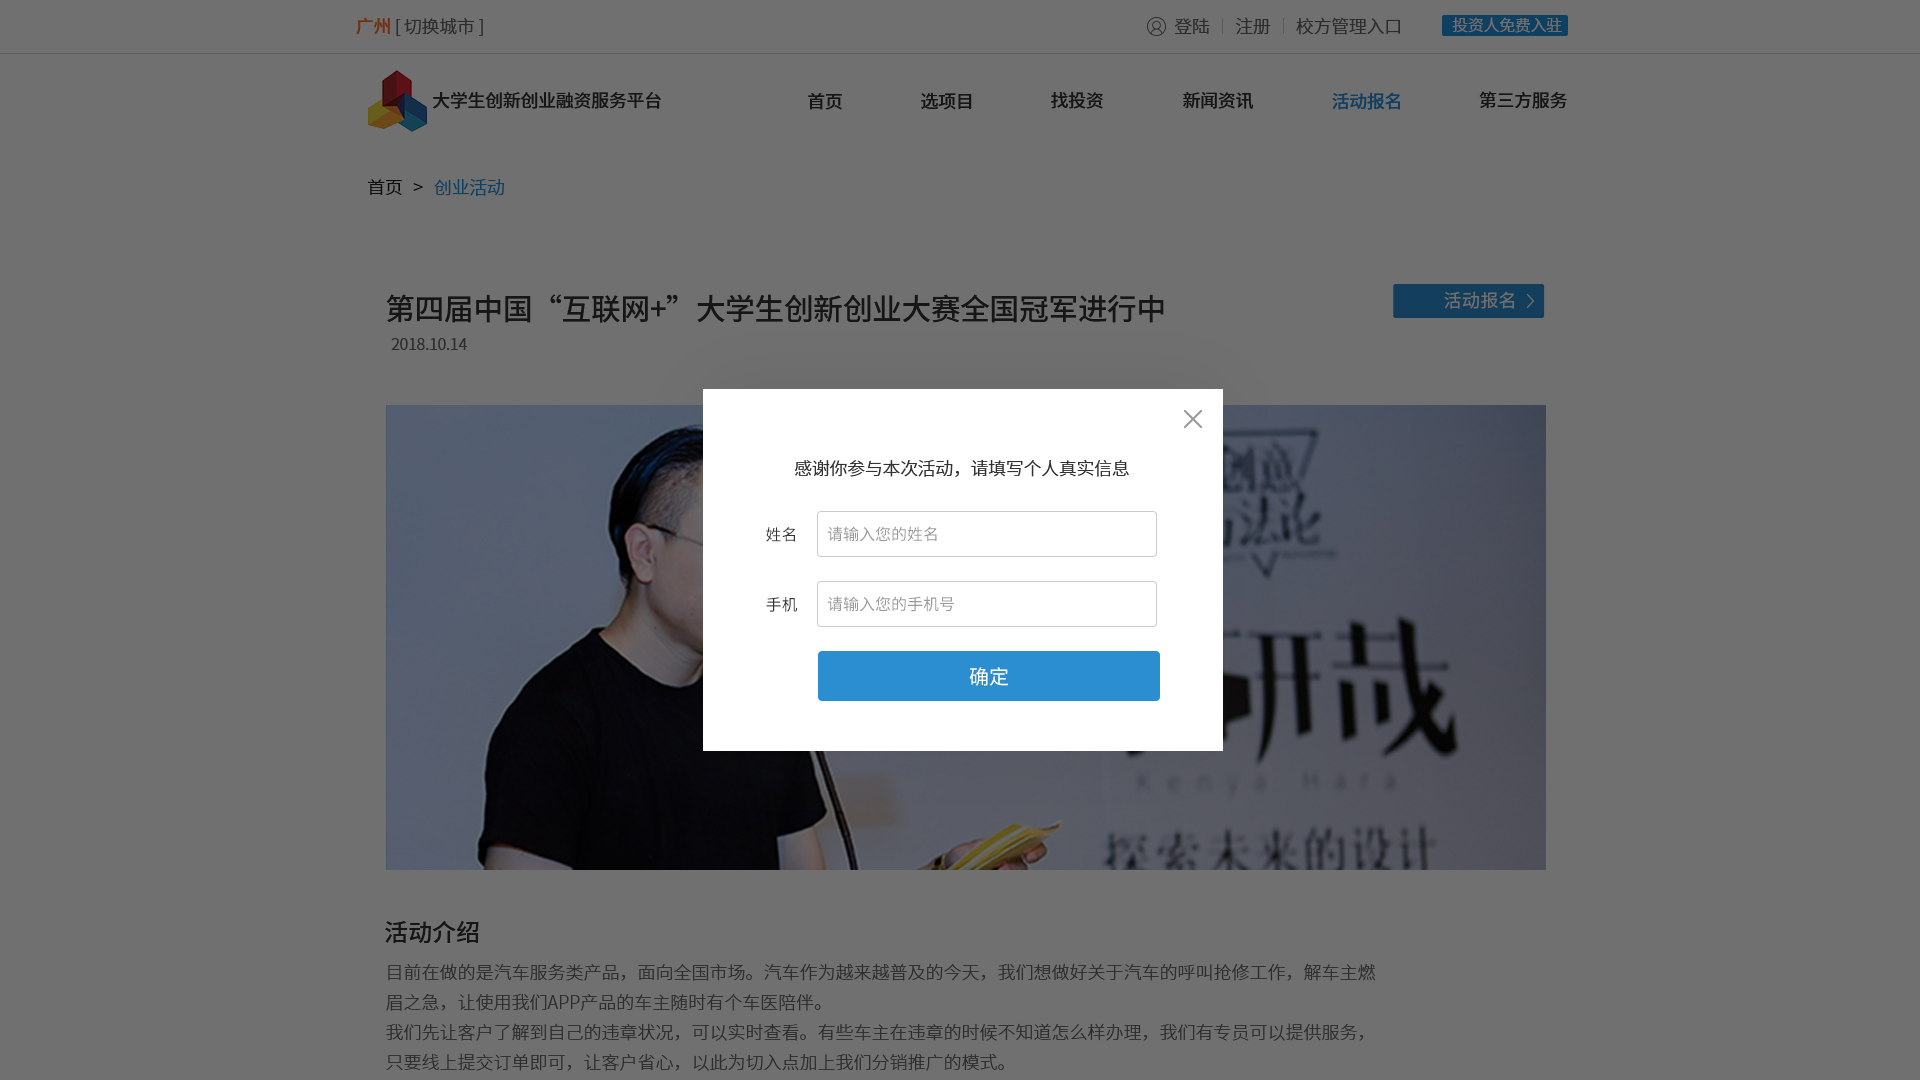 广州 [ 切换城市 ]
登陆 注册 校方管理入口 投资人免费入驻
大学生创新创业融资服务平台 首页 选项目 找投资 新闻资讯 活动报名 第三方服务
首页 > 创业活动
第四届中国“互联网+”大学生创新创业大赛全国冠军进行中
活动报名
2018.10.14
感谢你参与本次活动，请填写个人真实信息
姓名 请输入您的姓名
手机 请输入您的手机号
确定
研哉
Kenya Hara
探索未来的设计
活动介绍
目前在做的是汽车服务类产品，面向全国市场。汽车作为越来越普及的今天，我们想做好关于汽车的呼叫抢修工作，解车主燃
眉之急，让使用我们APP产品的车主随时有个车医陪伴。
我们先让客户了解到自己的违章状况，可以实时查看。有些车主在违章的时候不知道怎么样办理，我们有专员可以提供服务，
只要线上提交订单即可，让客户省心，以此为切入点加上我们分销推广的模式。